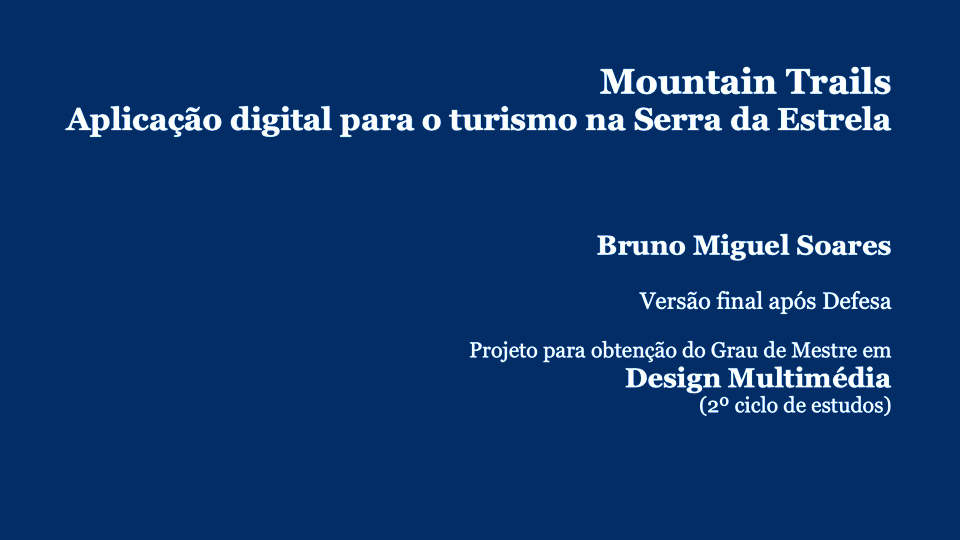 Mountain Trails
Aplicação digital para o turismo na Serra da Estrela
Bruno Miguel Soares
Versão final após Defesa
Projeto para obtenção do Grau de Mestre em
Design Multimédia
(2º ciclo de estudos)